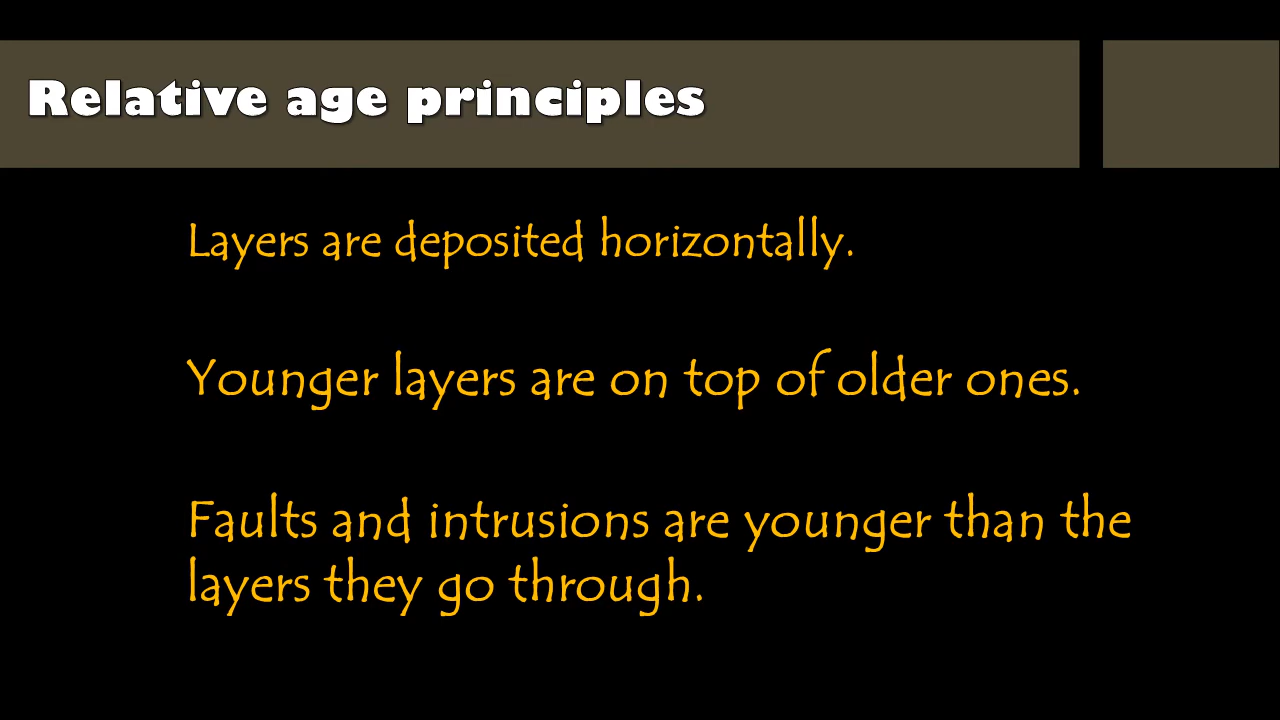 Relative age principles
Layers are deposited horizontally.
Younger layers are on top of older ones.
Faults and intrusions are younger than the
layers they go through.